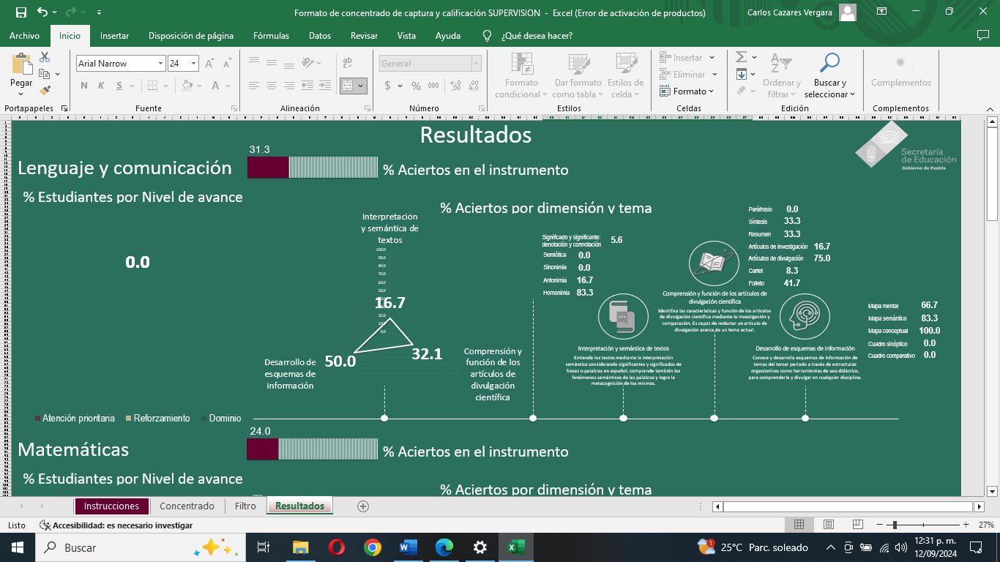 Formato de concentrado de captura y calificación SUPERVISION - Excel (Error de activación de productos)
Carlos Cazares Vergara
Archivo Inicio Insertar Disposición de página Fórmulas Datos Revisar Vista Ayuda ¿Qué desea hacer?
Pegar
Arial Narrow 24
N K S
General
$ % 000
Formato condicional
Dar formato como tabla
Estilos de celda
Insertar
Eliminar
Formato
Ordenar y filtrar
Buscar y seleccionar
Complementos
Portapapeles Fuente Alineación Número Estilos Celdas Edición Complementos
Resultados
Secretaría
de Educación
Gobierno de Puebla
31.3
Lenguaje y comunicación
% Aciertos en el instrumento
% Estudiantes por Nivel de avance
% Aciertos por dimensión y tema
0.0
Interpretación
y semántica de
textos
100.0
90.0
80.0
70.0
60.0
50.0
40.0
30.0
20.0
10.0
0.0
16.7
50.0
32.1
Desarrollo de
esquemas de
información
Comprensión y
función de los
artículos de
divulgación
científica
Significado y significante:
denotación y connotación 5.6
Semiótica 0.0
Sinonimia 0.0
Antonimia 16.7
Homonimia 83.3
Paráfrasis 0.0
Síntesis 33.3
Resumen 33.3
Artículos de investigación 16.7
Artículos de divulgación 75.0
Cartel 8.3
Folleto 41.7
Comprensión y función de los artículos de
divulgación científica
Identifica las características y función de los artículos
de divulgación científica mediante la investigación y
comparación. Es capaz de redactar un artículo de
divulgación acerca de un tema actual.
Mapa mental 66.7
Mapa semántico 83.3
Mapa conceptual 100.0
Cuadro sinóptico 0.0
Cuadro comparativo 0.0
Interpretación y semántica de textos
Entiende los textos mediante la interpretación
semántica considerando significantes y significados de
frases o palabras en español; comprende también los
fenómenos semánticos de las palabras y logra la
metacognición de los mismos.
Desarrollo de esquemas de información
Conoce y desarrolla esquemas de información de
temas del tercer periodo a través de estructuras
organizativas como herramientas de uso didáctico,
para comprenderla y divulgar en cualquier disciplina.
Atención prioritaria Reforzamiento Dominio
24.0
Matemáticas
% Aciertos en el instrumento
% Estudiantes por Nivel de avance
% Aciertos por dimensión y tema
Instrucciones Concentrado Filtro Resultados
Listo Accesibilidad: es necesario investigar
27%
Buscar
25°C Parc. soleado
12:31 p. m.
12/09/2024